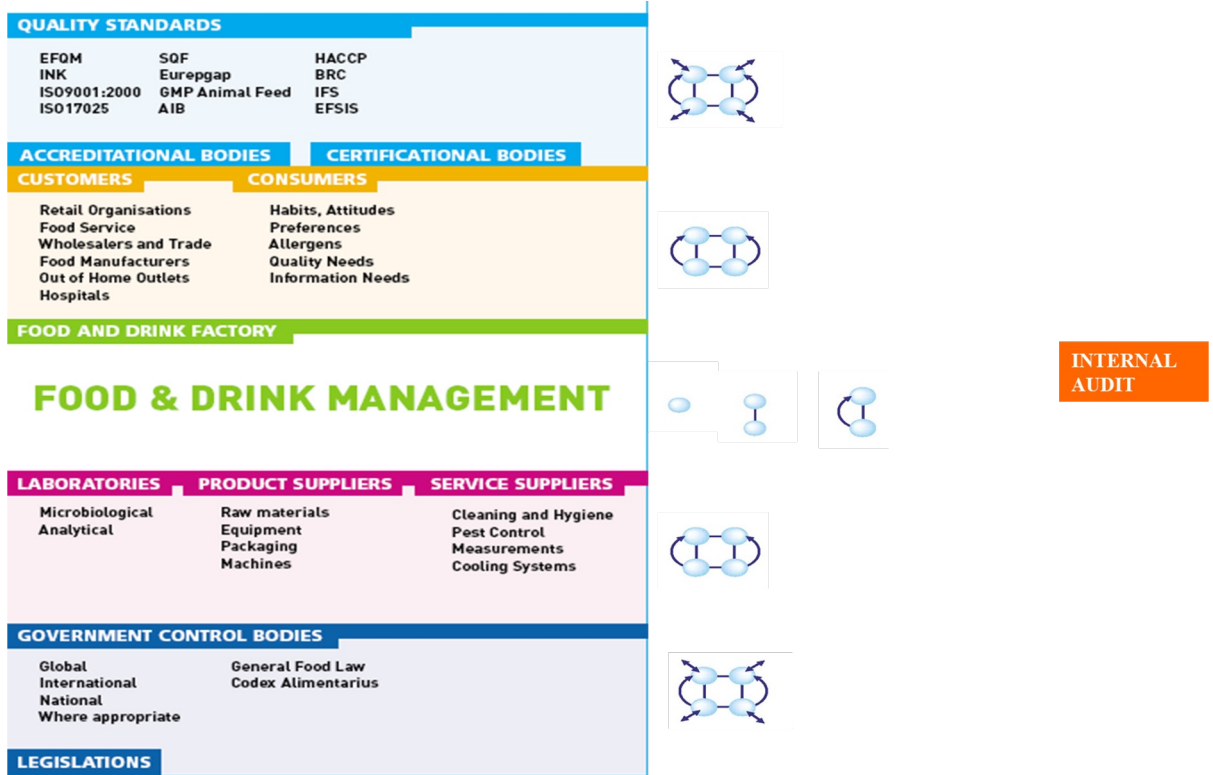 QUALITY STANDARDS
EFQM SQF HACCP
INK Eurepgap BRC
ISO9001:2000 GMP Animal Feed IFS
ISO17025 AIB EFSIS
ACCREDITATIONAL BODIES CERTIFICATIONAL BODIES
CUSTOMERS CONSUMERS
Retail Organisations Habits, Attitudes
Food Service Preferences
Wholesalers and Trade Allergens
Food Manufacturers Quality Needs
Out of Home Outlets Information Needs
Hospitals
FOOD AND DRINK FACTORY
FOOD & DRINK MANAGEMENT
INTERNAL
AUDIT
LABORATORIES PRODUCT SUPPLIERS SERVICE SUPPLIERS
Microbiological Raw materials Cleaning and Hygiene
Analytical Equipment Pest Control
Packaging Measurements
Machines Cooling Systems
GOVERNMENT CONTROL BODIES
Global General Food Law
International Codex Alimentarius
National
Where appropriate
LEGISLATIONS